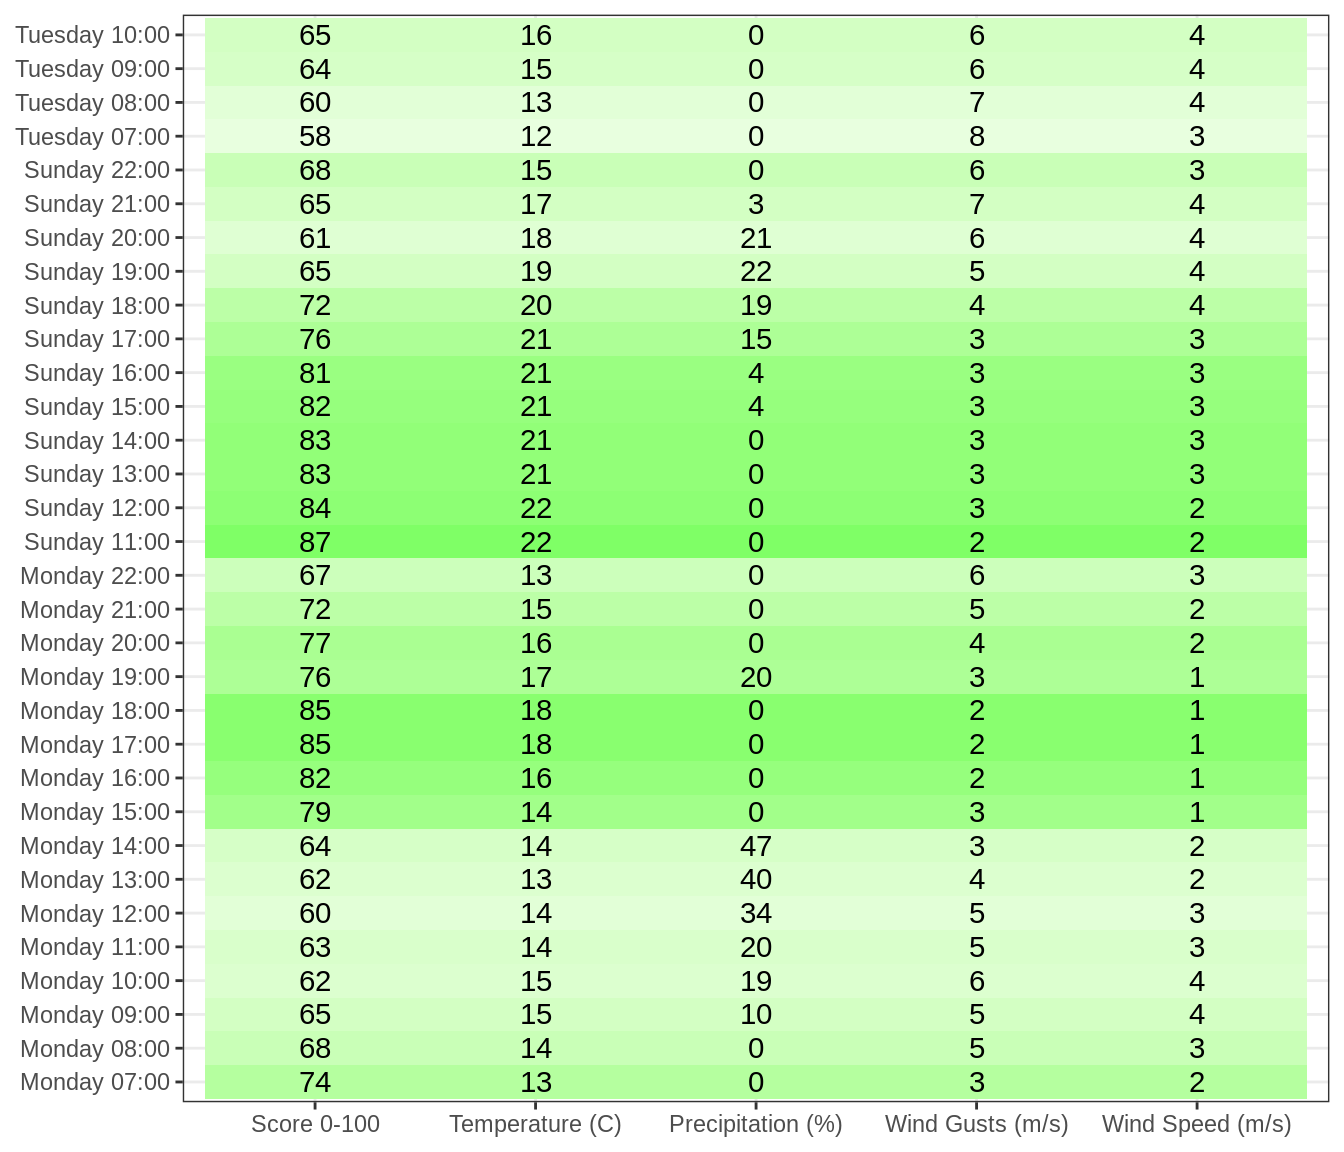 Tuesday 10:00 65 16 0 6 4
Tuesday 09:00 64 15 0 6 4
Tuesday 08:00 60 13 0 7 4
Tuesday 07:00 58 12 0 8 3
Sunday 22:00 68 15 0 6 3
Sunday 21:00 65 17 3 7 4
Sunday 20:00 61 18 21 6 4
Sunday 19:00 65 19 22 5 4
Sunday 18:00 72 20 19 4 4
Sunday 17:00 76 21 15 3 3
Sunday 16:00 81 21 4 3 3
Sunday 15:00 82 21 4 3 3
Sunday 14:00 83 21 0 3 3
Sunday 13:00 83 21 0 3 3
Sunday 12:00 84 22 0 3 2
Sunday 11:00 87 22 0 2 2
Monday 22:00 67 13 0 6 3
Monday 21:00 72 15 0 5 2
Monday 20:00 77 16 0 4 2
Monday 19:00 76 17 20 3 1
Monday 18:00 85 18 0 2 1
Monday 17:00 85 18 0 2 1
Monday 16:00 82 16 0 2 1
Monday 15:00 79 14 0 3 1
Monday 14:00 64 14 47 3 2
Monday 13:00 62 13 40 4 2
Monday 12:00 60 14 34 5 3
Monday 11:00 63 14 20 5 3
Monday 10:00 62 15 19 6 4
Monday 09:00 65 15 10 5 4
Monday 08:00 68 14 0 5 3
Monday 07:00 74 13 0 3 2
Score 0-100 Temperature (C) Precipitation (%) Wind Gusts (m/s) Wind Speed (m/s)